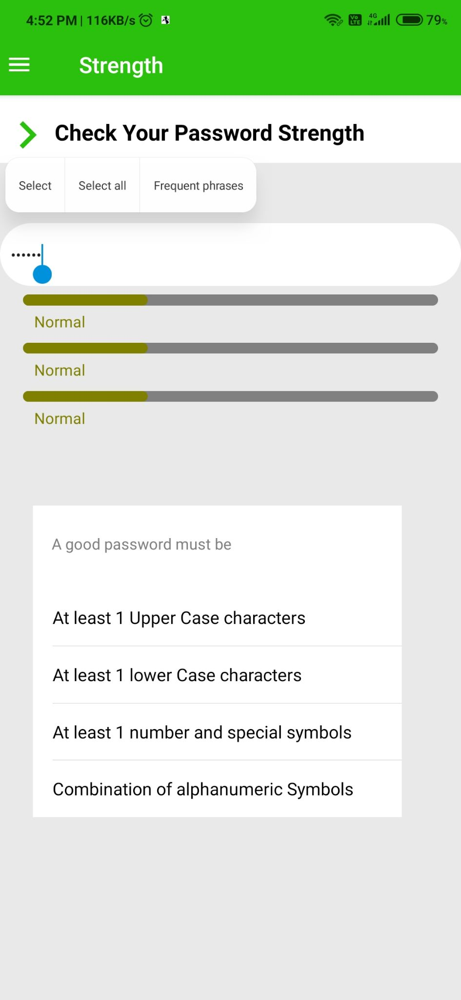 4:52 PM | 116KB/s
Vo LTE 4G 79%
Strength
Check Your Password Strength
Select Select all Frequent phrases
••••••
Normal
Normal
Normal
A good password must be
At least 1 Upper Case characters
At least 1 lower Case characters
At least 1 number and special symbols
Combination of alphanumeric Symbols